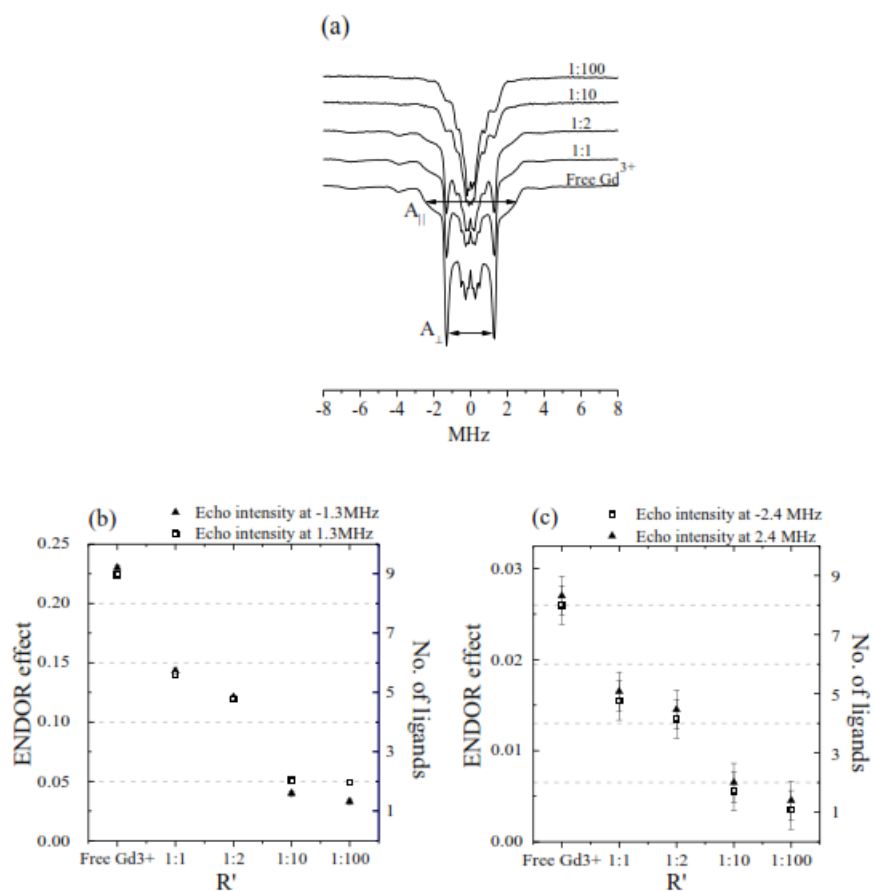 (a)
1:100
1:10
1:2
1:1
Free Gd3+
A||
A⊥
-8 -6 -4 -2 0 2 4 6 8
MHz
(b)
Echo intensity at -1.3MHz
Echo intensity at 1.3MHz
0.25
0.20
0.15
0.10
0.05
0.00
ENDOR effect
9
7
5
3
1
No. of ligands
Free Gd3+ 1:1 1:2 1:10 1:100
R'
(c)
Echo intensity at -2.4 MHz
Echo intensity at 2.4 MHz
0.03
0.02
0.01
0.00
ENDOR effect
9
7
5
3
1
No. of ligands
Free Gd3+ 1:1 1:2 1:10 1:100
R'